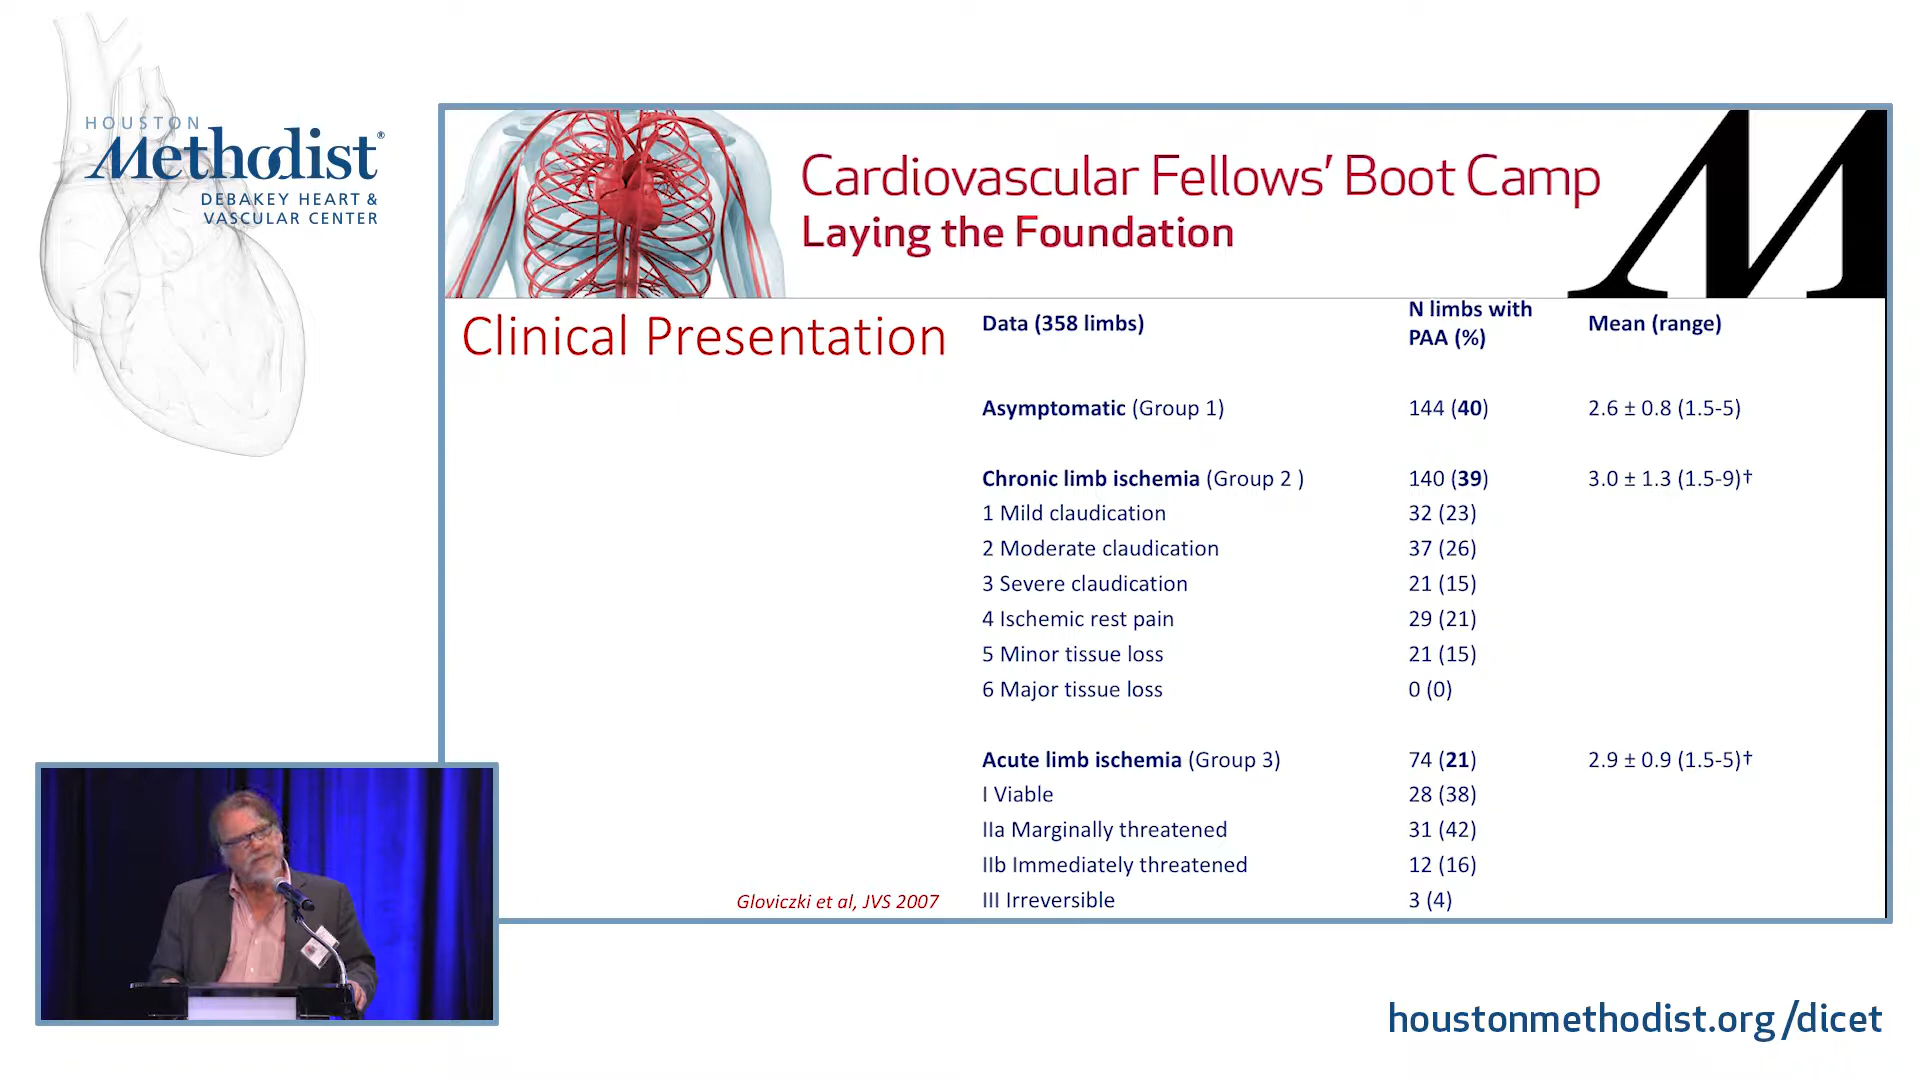 HOUSTON
Methodist®
DEBAKEY HEART &
VASCULAR CENTER
Cardiovascular Fellows’ Boot Camp
Laying the Foundation
Clinical Presentation
Data (358 limbs) N limbs with PAA (%) Mean (range)
Asymptomatic (Group 1) 144 (40) 2.6 ± 0.8 (1.5-5)
Chronic limb ischemia (Group 2 ) 140 (39) 3.0 ± 1.3 (1.5-9)†
1 Mild claudication 32 (23)
2 Moderate claudication 37 (26)
3 Severe claudication 21 (15)
4 Ischemic rest pain 29 (21)
5 Minor tissue loss 21 (15)
6 Major tissue loss 0 (0)
Acute limb ischemia (Group 3) 74 (21) 2.9 ± 0.9 (1.5-5)†
I Viable 28 (38)
IIa Marginally threatened 31 (42)
IIb Immediately threatened 12 (16)
III Irreversible 3 (4)
Gloviczki et al, JVS 2007
houstonmethodist.org/dicet